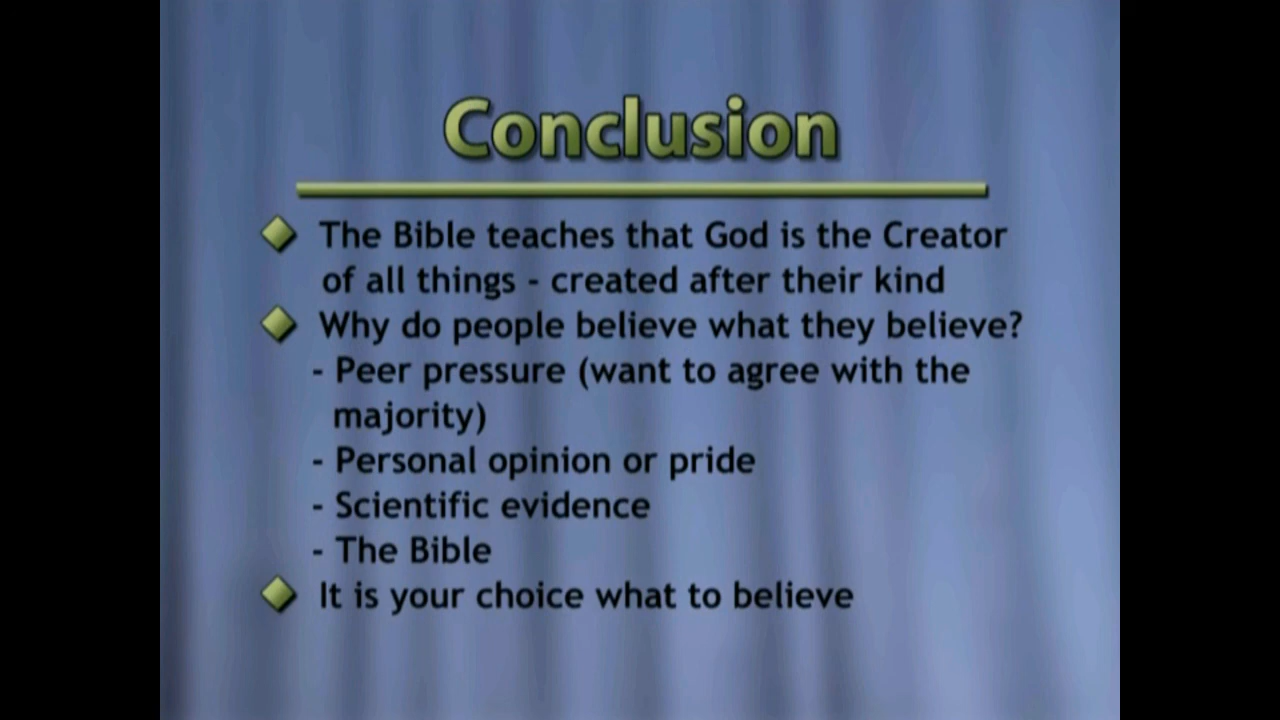 Conclusion
The Bible teaches that God is the Creator
of all things - created after their kind
Why do people believe what they believe?
- Peer pressure (want to agree with the
majority)
- Personal opinion or pride
- Scientific evidence
- The Bible
It is your choice what to believe